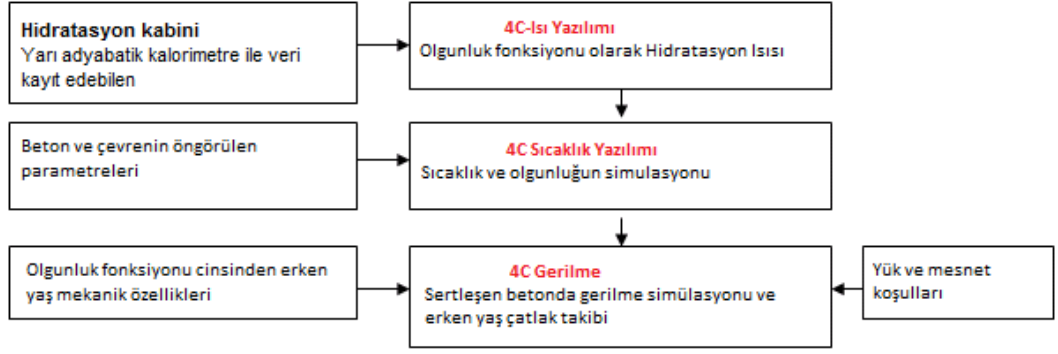 Hidratasyon kabini
Yarı adyabatik kalorimetre ile veri
kayıt edebilen
4C-Isı Yazılımı
Olgunluk fonksiyonu olarak Hidratasyon Isısı
Beton ve çevrenin öngörülen
parametreleri
4C Sıcaklık Yazılımı
Sıcaklık ve olgunluğun simulasyonu
Olgunluk fonksiyonu cinsinden erken
yaş mekanik özellikleri
4C Gerilme
Sertleşen betonda gerilme simülasyonu ve
erken yaş çatlak takibi
Yük ve mesnet
koşulları